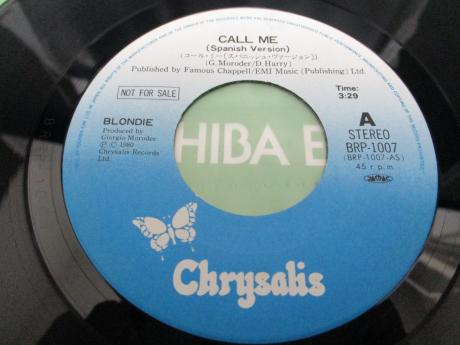 CALL ME
(Spanish Version)
(コール・ミー[スパニッシュ・ヴァージョン])
(G.Moroder/D.Harry)
Published by Famous Chappell/EMI Music (Publishing) Ltd.
NOT FOR SALE
Time:
3:29
BLONDIE
Produced by
Giorgio Moroder
Ⓟ © 1980
Chrysalis Records
Ltd.
HIBA E
A
STEREO
BRP-1007
(BRP-1007-AS)
45 r.p.m.
Chrysalis